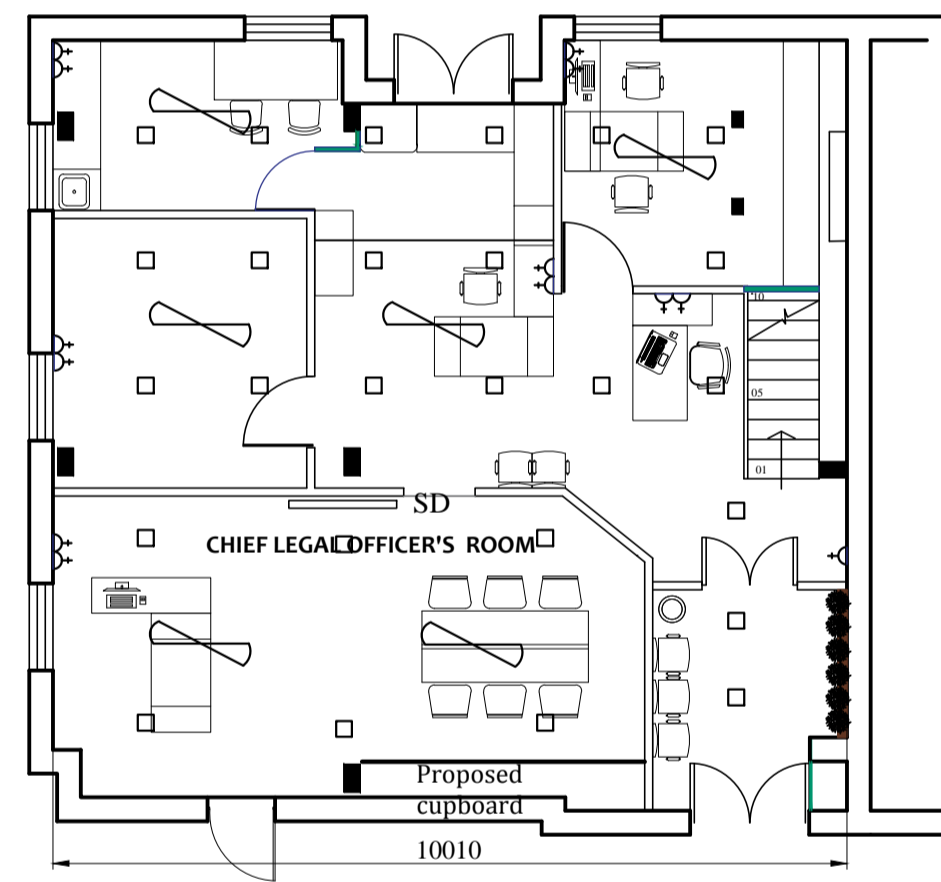 10
05
01
SD
CHIEF LEGAL OFFICER'S ROOM
Proposed
cupboard
10010